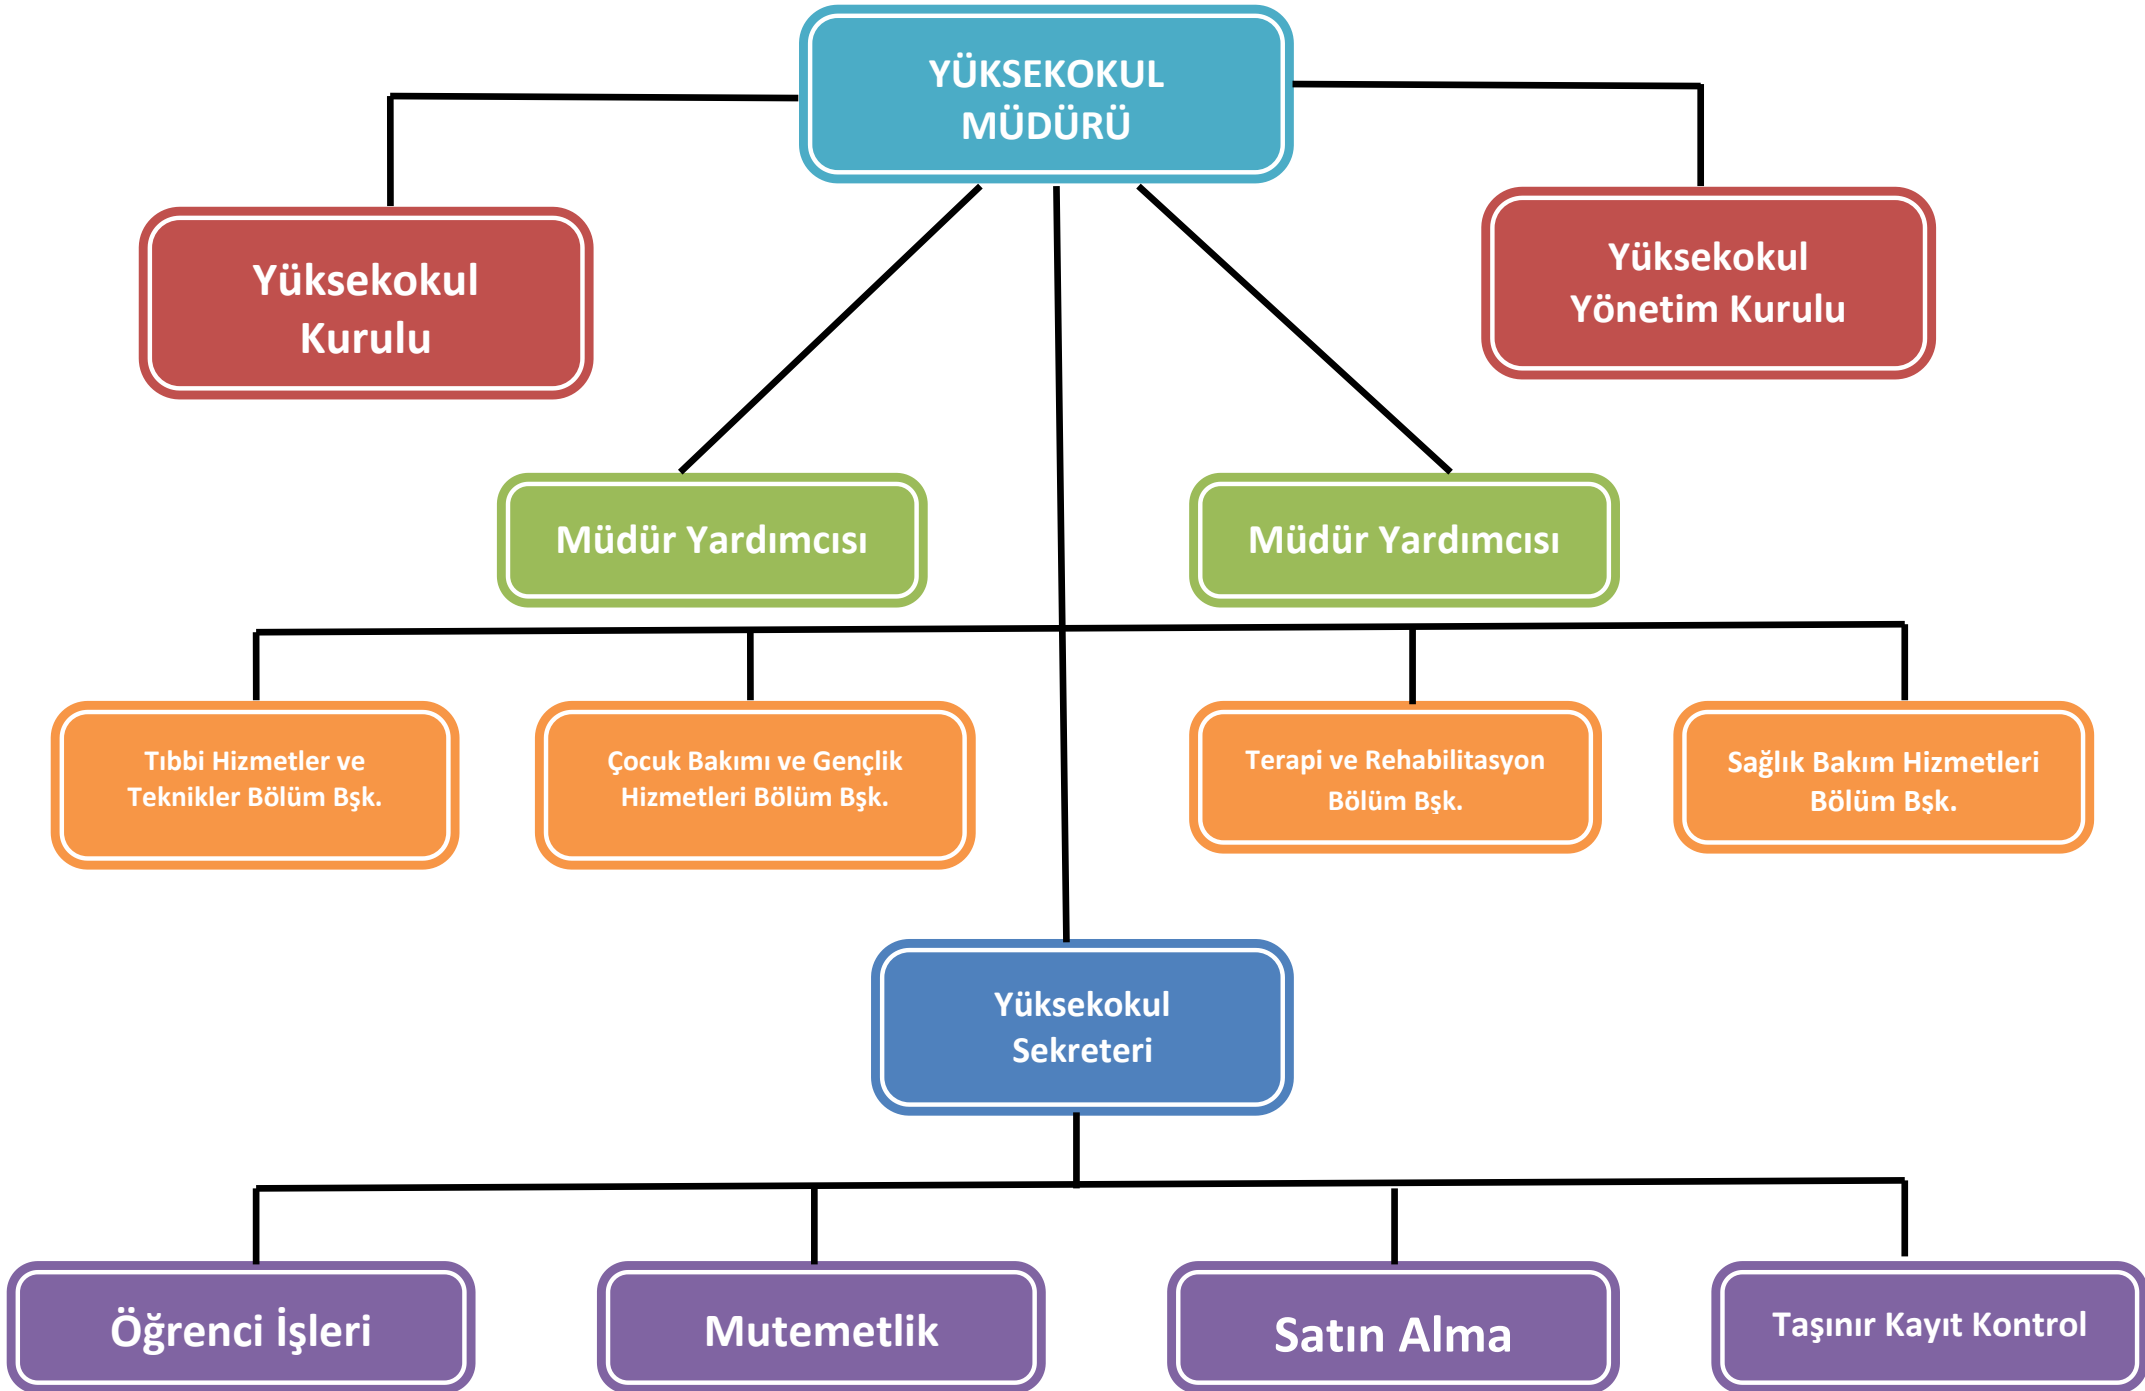 YÜKSEKOKUL
MÜDÜRÜ
Yüksekokul
Kurulu
Yüksekokul
Yönetim Kurulu
Müdür Yardımcısı
Müdür Yardımcısı
Tıbbi Hizmetler ve
Teknikler Bölüm Bşk.
Çocuk Bakımı ve Gençlik
Hizmetleri Bölüm Bşk.
Terapi ve Rehabilitasyon
Bölüm Bşk.
Sağlık Bakım Hizmetleri
Bölüm Bşk.
Yüksekokul
Sekreteri
Öğrenci İşleri
Mutemetlik
Satın Alma
Taşınır Kayıt Kontrol